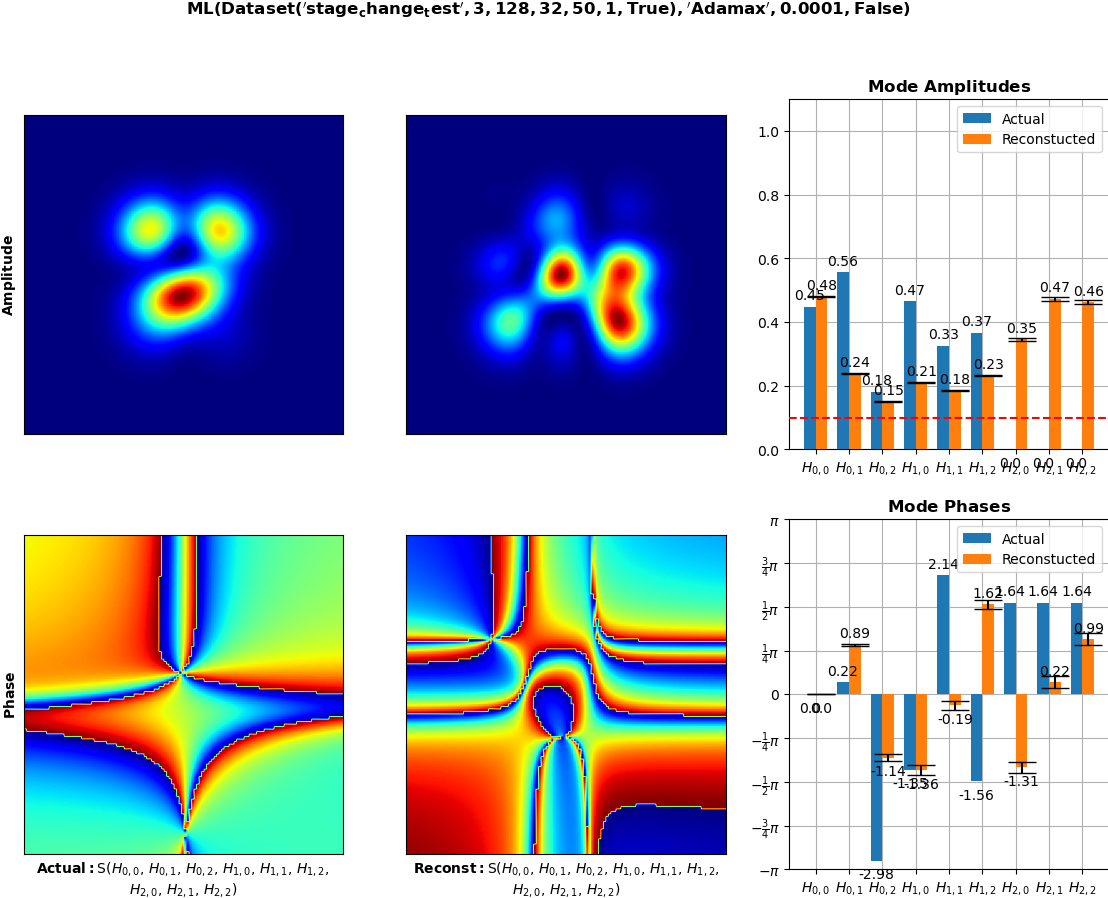 ML(Dataset('stage_change_test', 3, 128, 32, 50, 1, True), 'Adamax', 0.0001, False)
Amplitude
Mode Amplitudes
Actual
Reconstucted
1.0
0.8
0.6
0.4
0.2
0.0
0.45 0.48 0.56 0.24 0.18 0.15 0.47 0.21 0.33 0.18 0.37 0.23 0.0 0.35 0.0 0.47 0.0 0.46
H0,0 H0,1 H0,2 H1,0 H1,1 H1,2 H2,0 H2,1 H2,2
Phase
Mode Phases
Actual
Reconstucted
π
3/4π
1/2π
1/4π
0
−1/4π
−1/2π
−3/4π
−π
0.0 0.0 0.22 0.89 -2.98 -1.14 -1.35 -1.36 2.14 -0.19 -1.56 1.62 1.64 -1.31 1.64 0.22 1.64 0.99
H0,0 H0,1 H0,2 H1,0 H1,1 H1,2 H2,0 H2,1 H2,2
Actual: S(H0,0, H0,1, H0,2, H1,0, H1,1, H1,2,
H2,0, H2,1, H2,2)
Reconst: S(H0,0, H0,1, H0,2, H1,0, H1,1, H1,2,
H2,0, H2,1, H2,2)